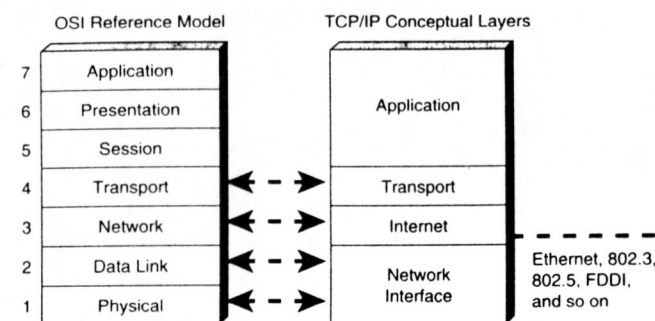 OSI Reference Model
TCP/IP Conceptual Layers
7 Application
6 Presentation
5 Session
4 Transport
3 Network
2 Data Link
1 Physical
Application
Transport
Internet
Network
Interface
Ethernet, 802.3,
802.5, FDDI,
and so on